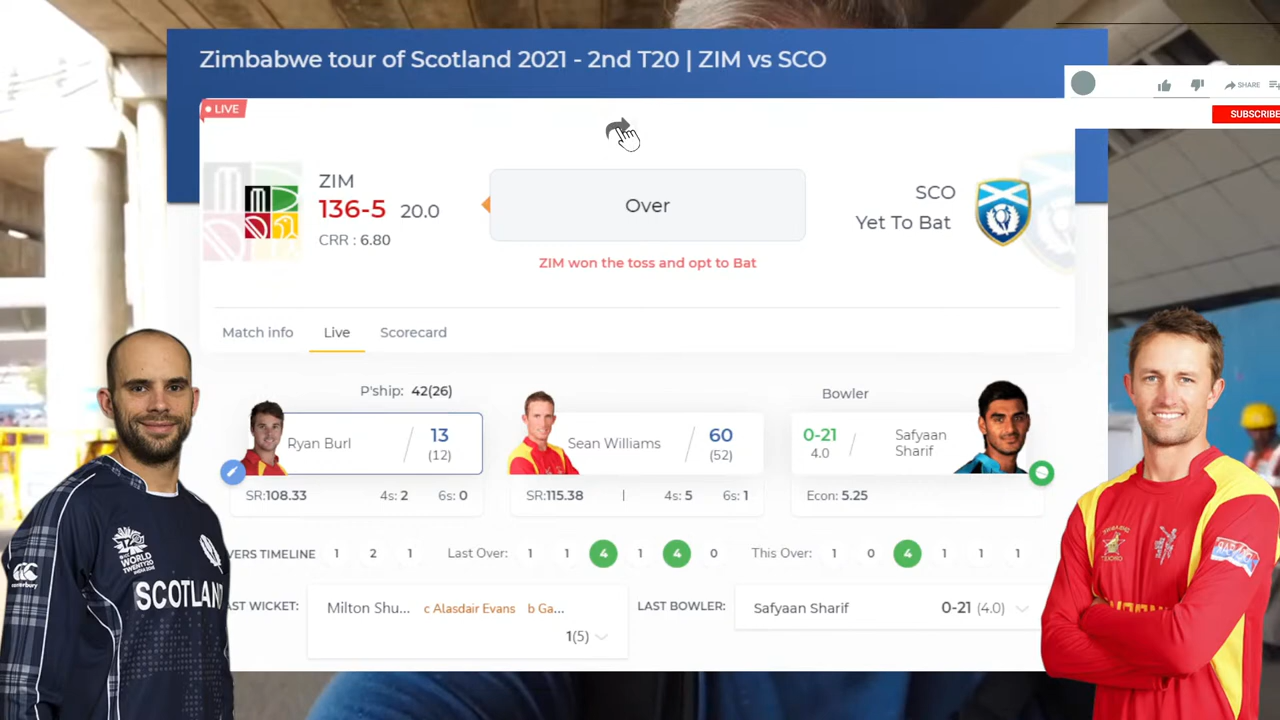 Zimbabwe tour of Scotland 2021 - 2nd T20 | ZIM vs SCO
LIVE
SHARE
SUBSCRIBE
ZIM
136-5 20.0
CRR : 6.80
Over
SCO
Yet To Bat
ZIM won the toss and opt to Bat
Match info Live Scorecard
P'ship: 42(26)
Bowler
Ryan Burl 13 (12)
Sean Williams 60 (52)
0-21 4.0 Safyaan Sharif
SR:108.33 4s: 2 6s: 0
SR:115.38 4s: 5 6s: 1
Econ: 5.25
VERS TIMELINE 1 2 1 Last Over: 1 1 4 1 4 0 This Over: 1 0 4 1 1 1
AST WICKET: Milton Shu... c Alasdair Evans b Ga...
1(5)
LAST BOWLER: Safyaan Sharif 0-21 (4.0)
WORLD
TWENTY20
SCOTLAND